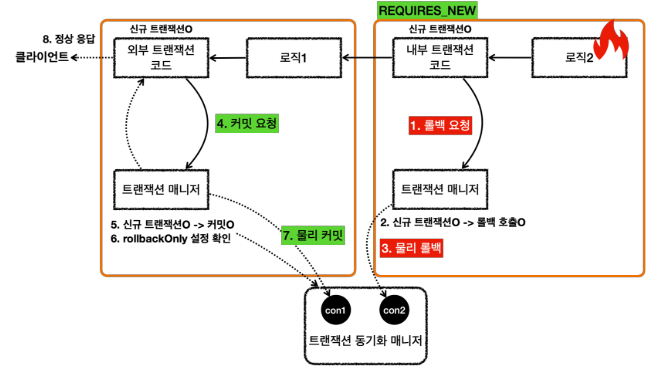 REQUIRES_NEW
신규 트랜잭션O
신규 트랜잭션O
8. 정상 응답
클라이언트
외부 트랜잭션
코드
로직1
내부 트랜잭션
코드
로직2
4. 커밋 요청
1. 롤백 요청
트랜잭션 매니저
트랜잭션 매니저
5. 신규 트랜잭션O -> 커밋O
6. rollbackOnly 설정 확인
7. 물리 커밋
2. 신규 트랜잭션O -> 롤백 호출O
3. 물리 롤백
con1
con2
트랜잭션 동기화 매니저